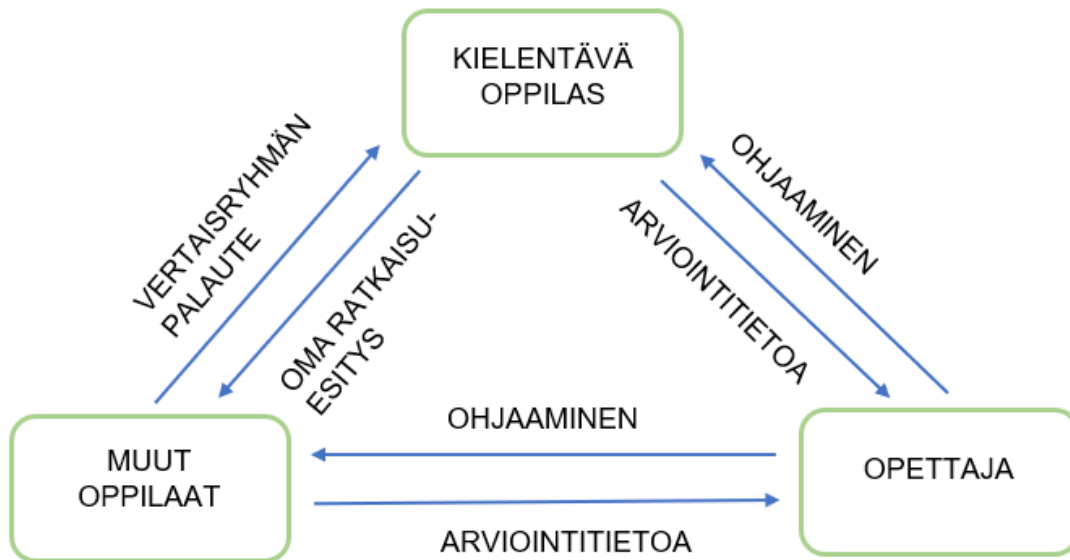 KIELENTÄVÄ
OPPILAS
VERTAISRYHMÄN
PALAUTE
OMA RATKAISU-
ESITYS
OHJAAMINEN
ARVIOINTITIETOA
OHJAAMINEN
MUUT
OPPILAAT
OPETTAJA
ARVIOINTITIETOA